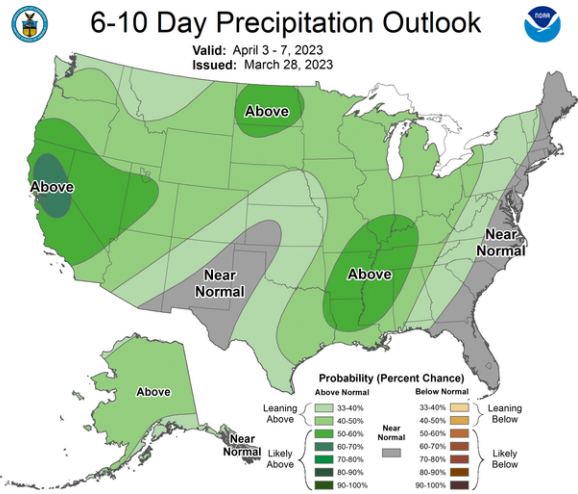 6-10 Day Precipitation Outlook
Valid: April 3 - 7, 2023
Issued: March 28, 2023
NOAA
Above
Above
Near
Normal
Near
Normal
Above
Above
Near
Normal
Probability (Percent Chance)
Above Normal
Below Normal
Leaning
Above
33-40%
40-50%
Likely
Above
50-60%
60-70%
70-80%
80-90%
90-100%
Near
Normal
33-40%
40-50%
Leaning
Below
50-60%
60-70%
70-80%
80-90%
90-100%
Likely
Below